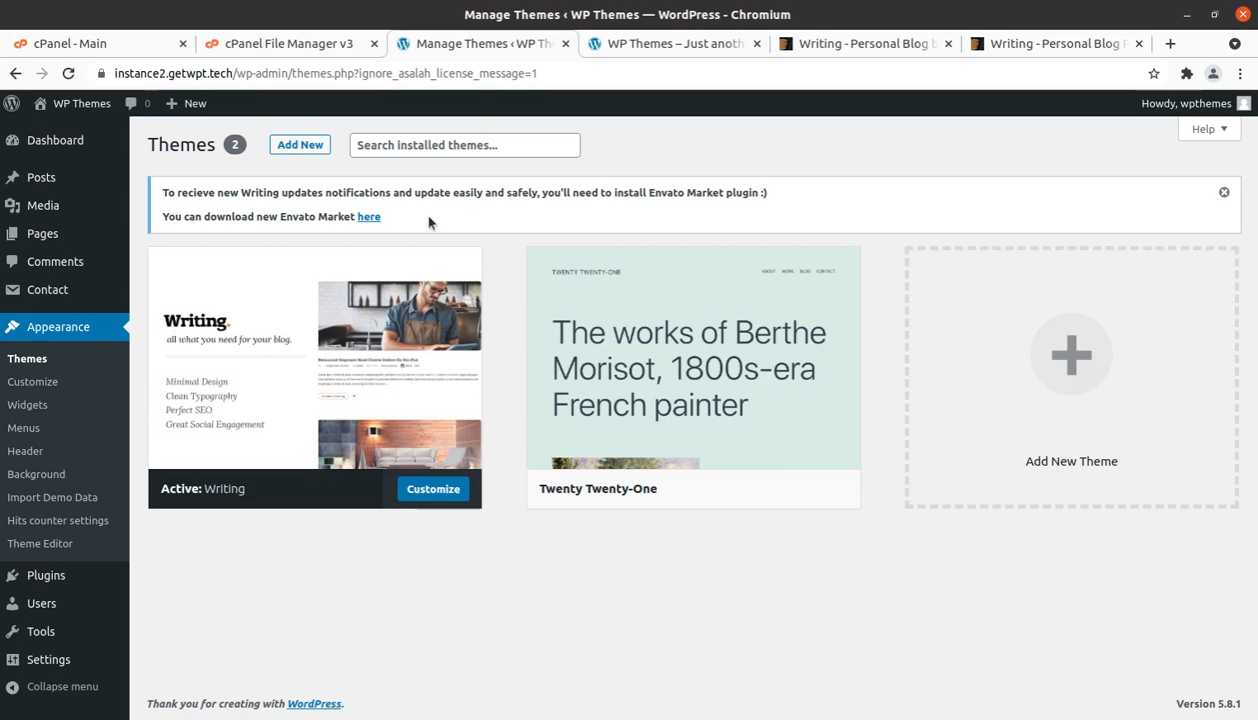 Manage Themes ‹ WP Themes — WordPress - Chromium
cPanel - Main
cPanel File Manager v3
Manage Themes ‹ WP Th
WP Themes – Just anoth
Writing - Personal Blog
Writing - Personal Blog
instance2.getwpt.tech/wp-admin/themes.php?ignore_asalah_license_message=1
WP Themes
0
New
Howdy, wpthemes
Dashboard
Posts
Media
Pages
Comments
Contact
Appearance
Themes
Customize
Widgets
Menus
Header
Background
Import Demo Data
Hits counter settings
Theme Editor
Plugins
Users
Tools
Settings
Collapse menu
Help
Themes 2
Add New
Search installed themes...
To recieve new Writing updates notifications and update easily and safely, you'll need to install Envato Market plugin :)
You can download new Envato Market here
Writing.
all what you need for your blog.
Minimal Design
Clean Typography
Perfect SEO
Great Social Engagement
Active: Writing
Customize
TWENTY TWENTY-ONE
ABOUT WORK BLOG CONTACT
The works of Berthe
Morisot, 1800s-era
French painter
Twenty Twenty-One
Add New Theme
Thank you for creating with WordPress.
Version 5.8.1